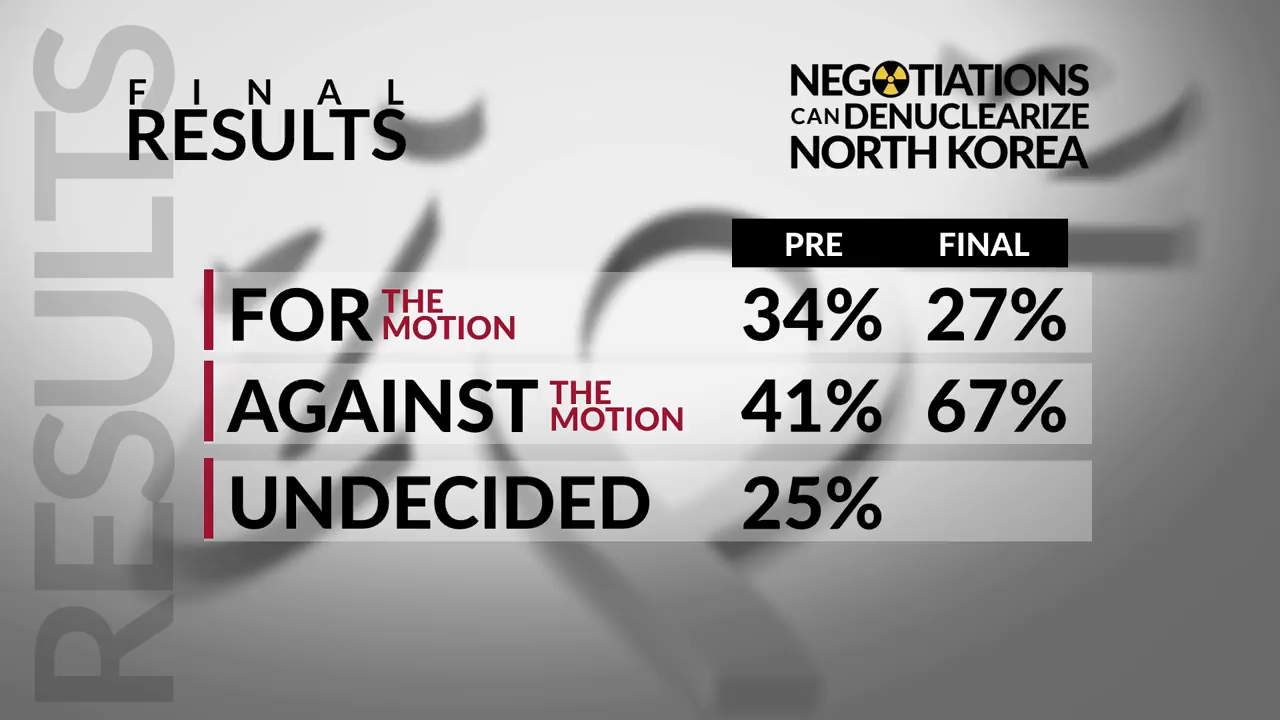 RESULTS
FINAL
RESULTS
NEGOTIATIONS
CAN DENUCLEARIZE
NORTH KOREA
PRE FINAL
FOR THE MOTION 34% 27%
AGAINST THE MOTION 41% 67%
UNDECIDED 25%